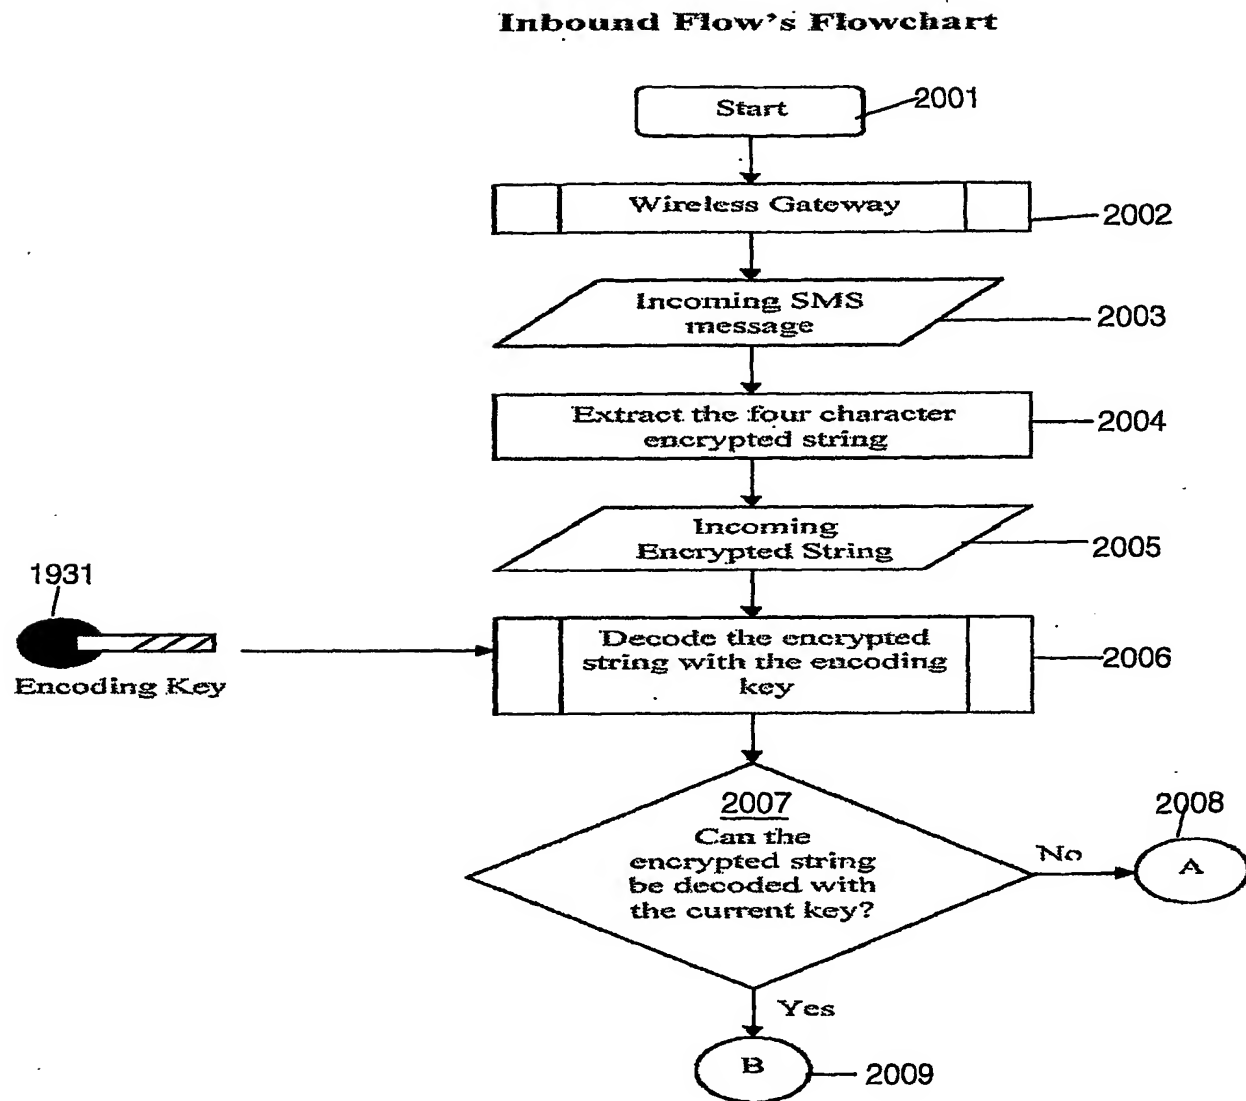 Inbound Flow's Flowchart
Start
2001
Wireless Gateway
2002
Incoming SMS
message
2003
Extract the four character
encrypted string
2004
Incoming
Encrypted String
2005
1931
Encoding Key
Decode the encrypted
string with the encoding
key
2006
2007
Can the
encrypted string
be decoded with
the current key?
No
2008
A
Yes
B
2009